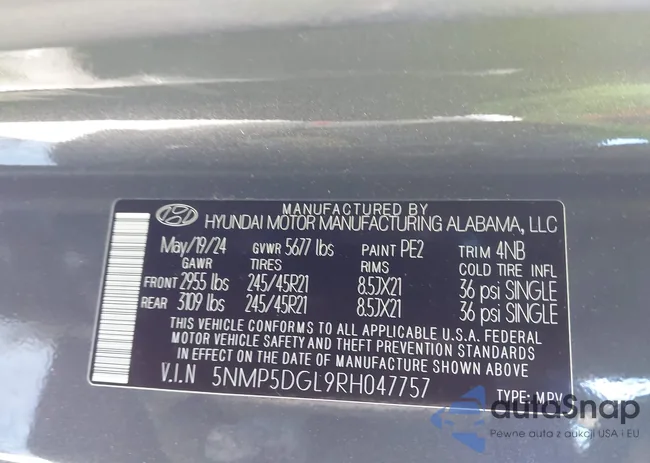 MANUFACTURED BY
HYUNDAI MOTOR MANUFACTURING ALABAMA, LLC
May/19/24 GVWR 5677 lbs PAINT PE2 TRIM 4NB
GAWR TIRES RIMS COLD TIRE INFL
FRONT 2955 lbs 245/45R21 8.5JX21 36 psi SINGLE
REAR 3109 lbs 245/45R21 8.5JX21 36 psi SINGLE
THIS VEHICLE CONFORMS TO ALL APPLICABLE U.S.A. FEDERAL
MOTOR VEHICLE SAFETY AND THEFT PREVENTION STANDARDS
IN EFFECT ON THE DATE OF MANUFACTURE SHOWN ABOVE
V.I.N 5NMP5DGL9RH047757 TYPE: MPV
autoSnap
Pewne auta z aukcji USA i EU